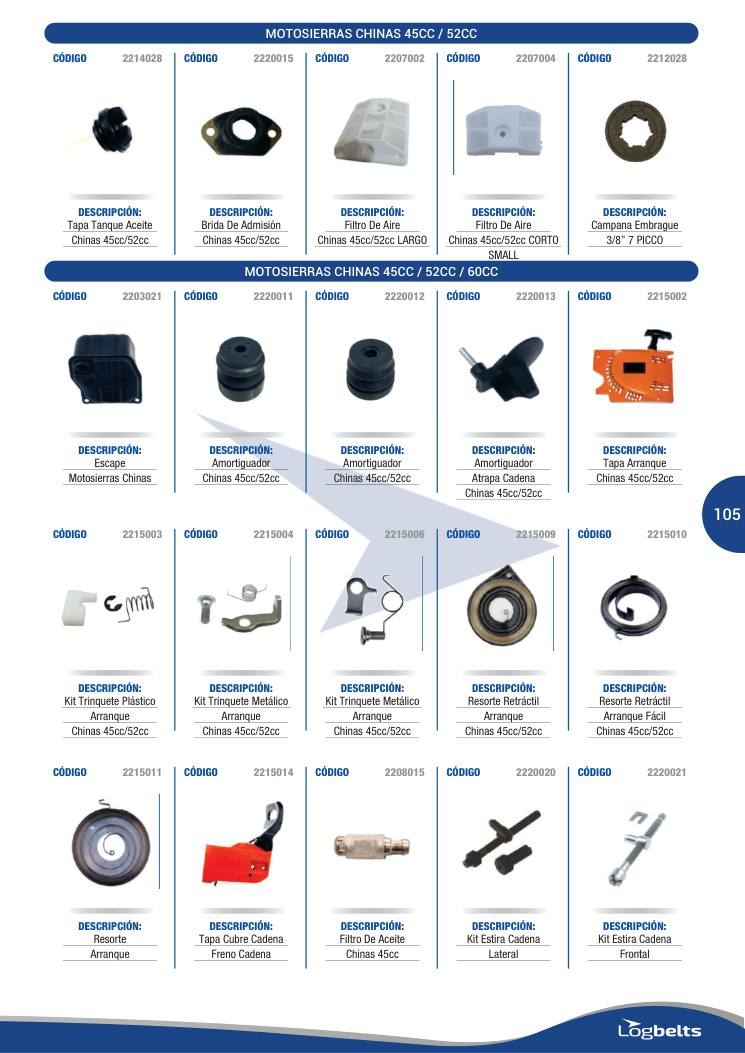 MOTOSIERRAS CHINAS 45CC / 52CC
CÓDIGO 2214028
DESCRIPCIÓN:
Tapa Tanque Aceite
Chinas 45cc/52cc
CÓDIGO 2220015
DESCRIPCIÓN:
Brida De Admisión
Chinas 45cc/52cc
CÓDIGO 2207002
DESCRIPCIÓN:
Filtro De Aire
Chinas 45cc/52cc LARGO
CÓDIGO 2207004
DESCRIPCIÓN:
Filtro De Aire
Chinas 45cc/52cc CORTO
SMALL
CÓDIGO 2212028
DESCRIPCIÓN:
Campana Embrague
3/8” 7 PICCO
MOTOSIERRAS CHINAS 45CC / 52CC / 60CC
CÓDIGO 2203021
DESCRIPCIÓN:
Escape
Motosierras Chinas
CÓDIGO 2220011
DESCRIPCIÓN:
Amortiguador
Chinas 45cc/52cc
CÓDIGO 2220012
DESCRIPCIÓN:
Amortiguador
Chinas 45cc/52cc
CÓDIGO 2220013
DESCRIPCIÓN:
Amortiguador
Atrapa Cadena
Chinas 45cc/52cc
CÓDIGO 2215002
DESCRIPCIÓN:
Tapa Arranque
Chinas 45cc/52cc
105
CÓDIGO 2215003
DESCRIPCIÓN:
Kit Trinquete Plástico
Arranque
Chinas 45cc/52cc
CÓDIGO 2215004
DESCRIPCIÓN:
Kit Trinquete Metálico
Arranque
Chinas 45cc/52cc
CÓDIGO 2215006
DESCRIPCIÓN:
Kit Trinquete Metálico
Arranque
Chinas 45cc/52cc
CÓDIGO 2215009
DESCRIPCIÓN:
Resorte Retráctil
Arranque
Chinas 45cc/52cc
CÓDIGO 2215010
DESCRIPCIÓN:
Resorte Retráctil
Arranque Fácil
Chinas 45cc/52cc
CÓDIGO 2215011
DESCRIPCIÓN:
Resorte
Arranque
CÓDIGO 2215014
DESCRIPCIÓN:
Tapa Cubre Cadena
Freno Cadena
CÓDIGO 2208015
DESCRIPCIÓN:
Filtro De Aceite
Chinas 45cc
CÓDIGO 2220020
DESCRIPCIÓN:
Kit Estira Cadena
Lateral
CÓDIGO 2220021
DESCRIPCIÓN:
Kit Estira Cadena
Frontal
Logbelts